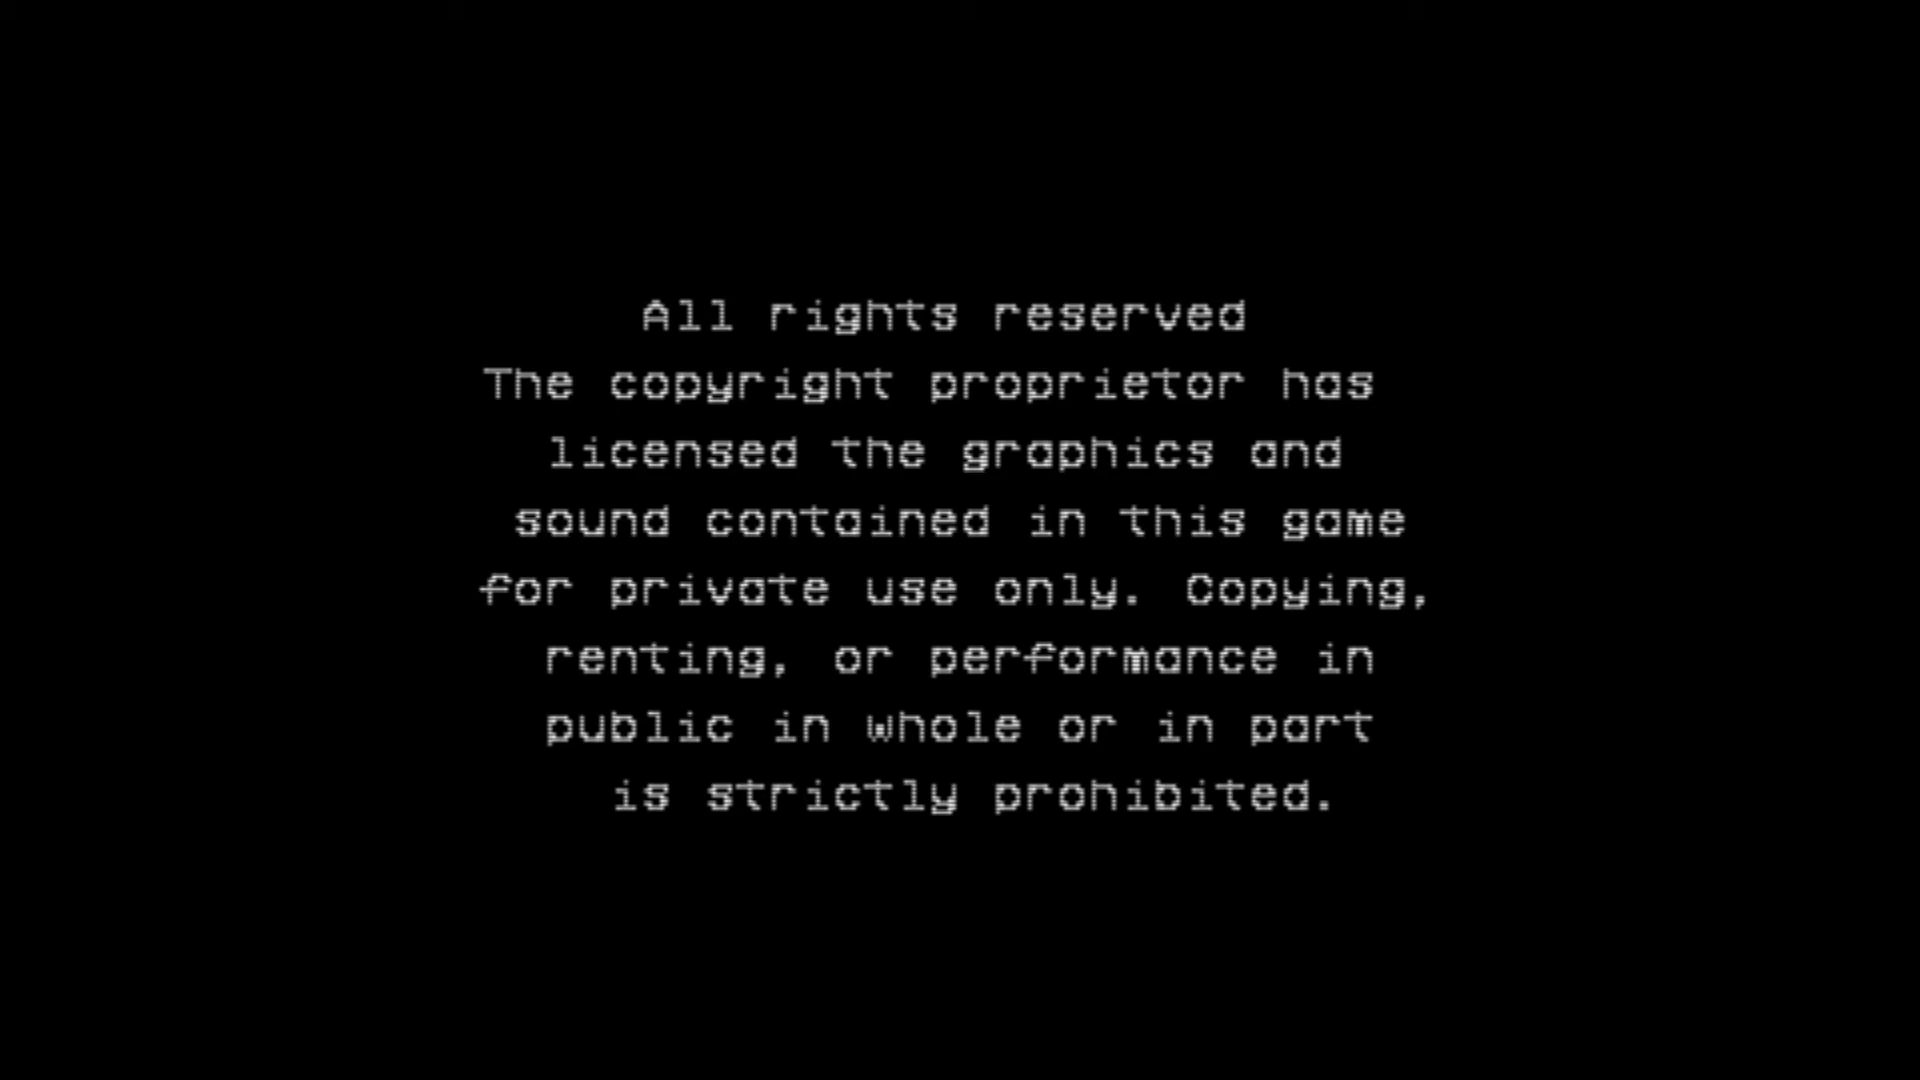 All rights reserved
The copyright proprietor has
licensed the graphics and
sound contained in this game
for private use only. Copying,
renting, or performance in
public in whole or in part
is strictly prohibited.